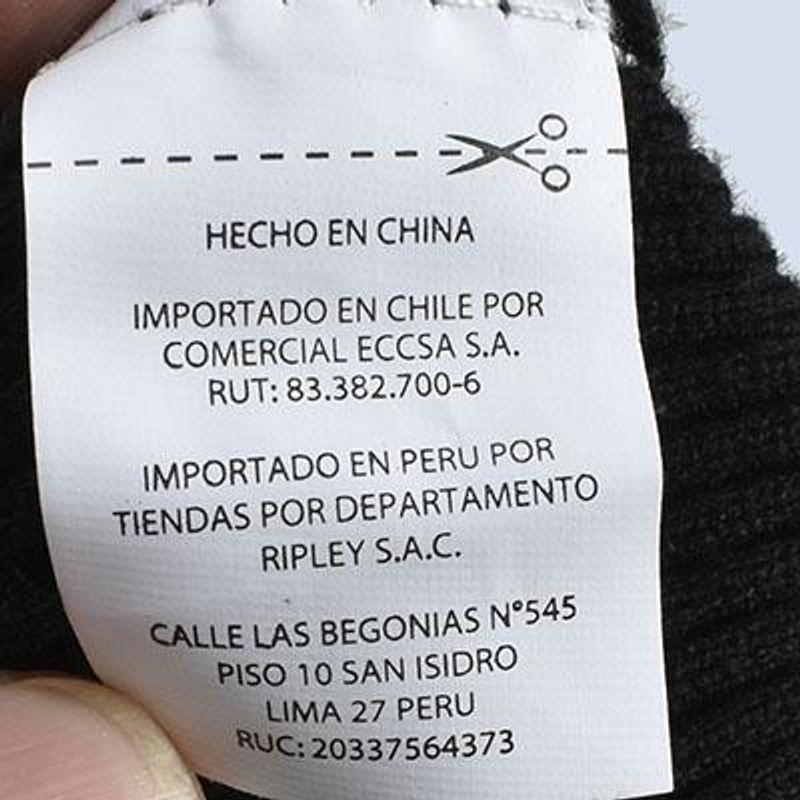 HECHO EN CHINA
IMPORTADO EN CHILE POR
COMERCIAL ECCSA S.A.
RUT: 83.382.700-6
IMPORTADO EN PERU POR
TIENDAS POR DEPARTAMENTO
RIPLEY S.A.C.
CALLE LAS BEGONIAS N°545
PISO 10 SAN ISIDRO
LIMA 27 PERU
RUC: 20337564373